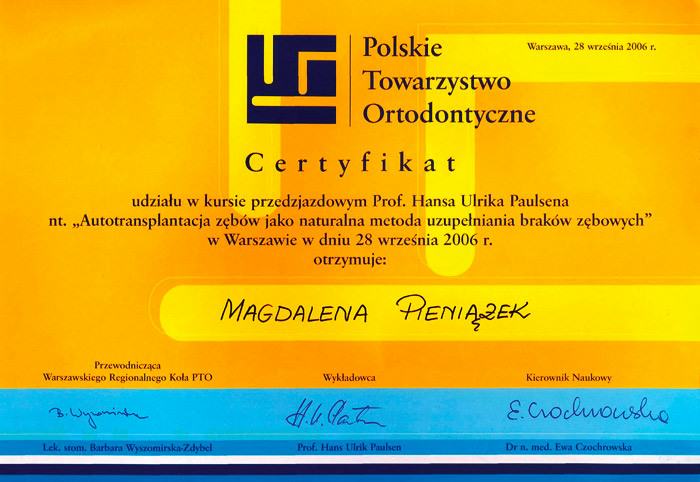 Polskie
Towarzystwo
Ortodontyczne
Warszawa, 28 września 2006 r.
Certyfikat
udziału w kursie przedzjazdowym Prof. Hansa Ulrika Paulsena
nt. „Autotransplantacja zębów jako naturalna metoda uzupełniania braków zębowych”
w Warszawie w dniu 28 września 2006 r.
otrzymuje:
MAGDALENA PIENIĄŻEK
Przewodnicząca
Warszawskiego Regionalnego Koła PTO
Wykładowca
Kierownik Naukowy
B. Wyszomirska
E. Czochrowska
Lek. stom. Barbara Wyszomirska-Zdybel
Prof. Hans Ulrik Paulsen
Dr n. med. Ewa Czochrowska